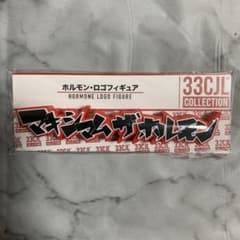 ホルモン・ロゴフィギュア
HORMONE LOGO FIGURE
33CJL
COLLECTION
マキシマム ザ ホルモン